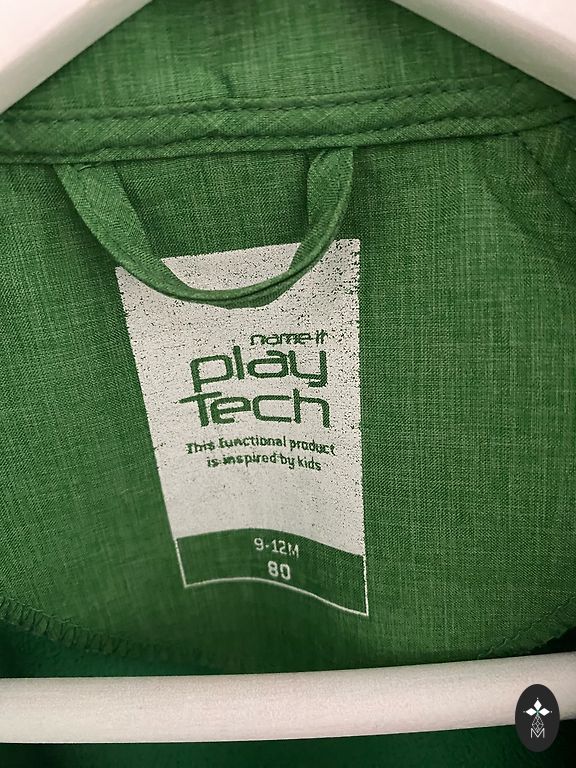 name it
play
Tech
This functional product
is inspired by kids
9-12M
80
M